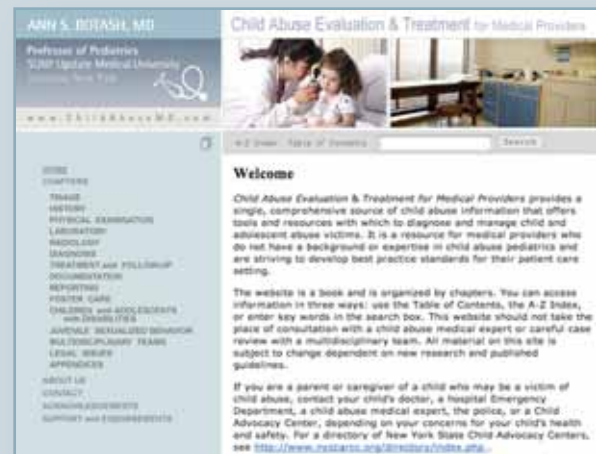 ANN S. BOTASH, MD
Professor of Pediatrics
SUNY Upstate Medical University
Syracuse, New York
www.ChildAbuseMD.com
Child Abuse Evaluation & Treatment for Medical Providers
A-Z Index Table of Contents Search
HOME
CHAPTERS
TRIAGE
HISTORY
PHYSICAL EXAMINATION
LABORATORY
RADIOLOGY
DIAGNOSIS
TREATMENT and FOLLOWUP
DOCUMENTATION
REPORTING
FOSTER CARE
CHILDREN and ADOLESCENTS
with DISABILITIES
JUVENILE SEXUALIZED BEHAVIOR
MULTIDISCIPLINARY TEAMS
LEGAL ISSUES
APPENDICES
ABOUT US
CONTACT
ACKNOWLEDGEMENTS
SUPPORT and ENDORSEMENTS
Welcome
Child Abuse Evaluation & Treatment for Medical Providers provides a
single, comprehensive source of child abuse information that offers
tools and resources with which to diagnose and manage child and
adolescent abuse victims. It is a resource for medical providers who
do not have a background or expertise in child abuse pediatrics and
are striving to develop best practice standards for their patient care
setting.
The website is a book and is organized by chapters. You can access
information in three ways: use the Table of Contents, the A-Z Index,
or enter key words in the search box. This website should not take the
place of consultation with a child abuse medical expert or careful case
review with a multidisciplinary team. All material on this site is
subject to change dependent on new research and published
guidelines.
If you are a parent or caregiver of a child who may be a victim of
child abuse, contact your child's doctor, a hospital Emergency
Department, a child abuse medical expert, the police, or a Child
Advocacy Center, depending on your concerns for your child's health
and safety. For a directory of New York State Child Advocacy Centers,
see